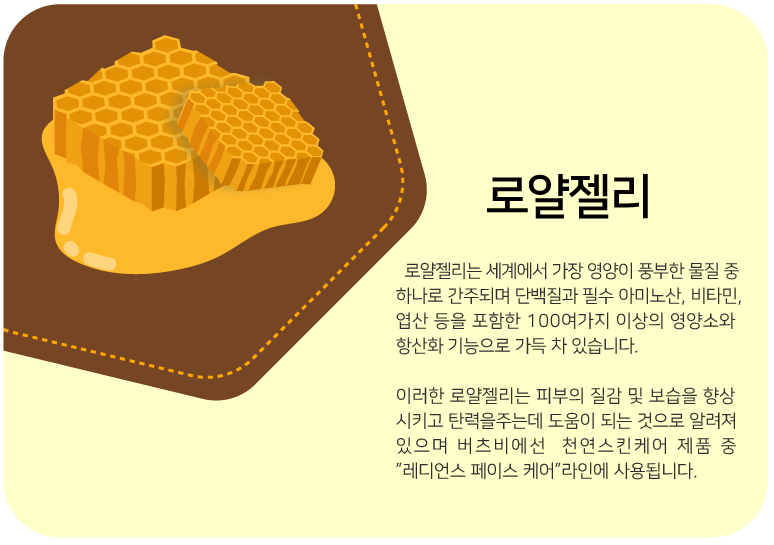 로얄젤리
로얄젤리는 세계에서 가장 영양이 풍부한 물질 중
하나로 간주되며 단백질과 필수 아미노산, 비타민,
엽산 등을 포함한 100여가지 이상의 영양소와
항산화 기능으로 가득 차 있습니다.
이러한 로얄젤리는 피부의 질감 및 보습을 향상
시키고 탄력을주는데 도움이 되는 것으로 알려져
있으며 버츠비에선 천연스킨케어 제품 중
"레디언스 페이스 케어"라인에 사용됩니다.